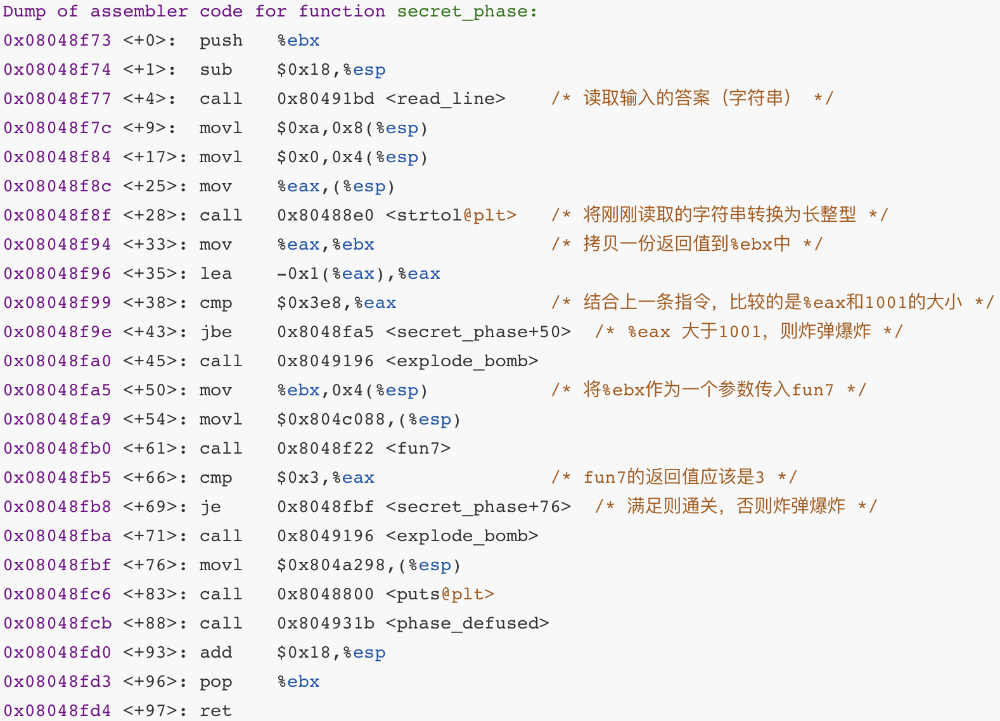 Dump of assembler code for function secret_phase:
0x08048f73 <+0>:  push   %ebx
0x08048f74 <+1>:  sub    $0x18,%esp
0x08048f77 <+4>:  call   0x80491bd <read_line>    /* 读取输入的答案（字符串） */
0x08048f7c <+9>:  movl   $0xa,0x8(%esp)
0x08048f84 <+17>: movl   $0x0,0x4(%esp)
0x08048f8c <+25>: mov    %eax,(%esp)
0x08048f8f <+28>: call   0x80488e0 <strtol@plt>   /* 将刚刚读取的字符串转换为长整型 */
0x08048f94 <+33>: mov    %eax,%ebx                /* 拷贝一份返回值到%ebx中 */
0x08048f96 <+35>: lea    -0x1(%eax),%eax
0x08048f99 <+38>: cmp    $0x3e8,%eax              /* 结合上一条指令，比较的是%eax和1001的大小 */
0x08048f9e <+43>: jbe    0x8048fa5 <secret_phase+50>  /* %eax 大于1001，则炸弹爆炸 */
0x08048fa0 <+45>: call   0x8049196 <explode_bomb>
0x08048fa5 <+50>: mov    %ebx,0x4(%esp)           /* 将%ebx作为一个参数传入fun7 */
0x08048fa9 <+54>: movl   $0x804c088,(%esp)
0x08048fb0 <+61>: call   0x8048f22 <fun7>
0x08048fb5 <+66>: cmp    $0x3,%eax                /* fun7的返回值应该是3 */
0x08048fb8 <+69>: je     0x8048fbf <secret_phase+76>  /* 满足则通关，否则炸弹爆炸 */
0x08048fba <+71>: call   0x8049196 <explode_bomb>
0x08048fbf <+76>: movl   $0x804a298,(%esp)
0x08048fc6 <+83>: call   0x8048800 <puts@plt>
0x08048fcb <+88>: call   0x804931b <phase_defused>
0x08048fd0 <+93>: add    $0x18,%esp
0x08048fd3 <+96>: pop    %ebx
0x08048fd4 <+97>: ret